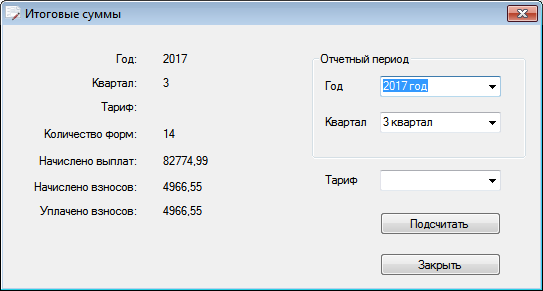 Итоговые суммы
Год: 2017
Квартал: 3
Тариф:
Количество форм: 14
Начислено выплат: 82774,99
Начислено взносов: 4966,55
Уплачено взносов: 4966,55
Отчетный период
Год 2017 год
Квартал 3 квартал
Тариф
Подсчитать
Закрыть